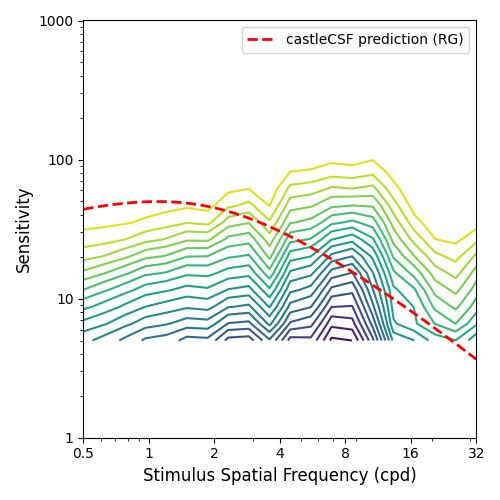 1000
castleCSF prediction (RG)
100
Sensitivity
10
1
0.5 1 2 4 8 16 32
Stimulus Spatial Frequency (cpd)